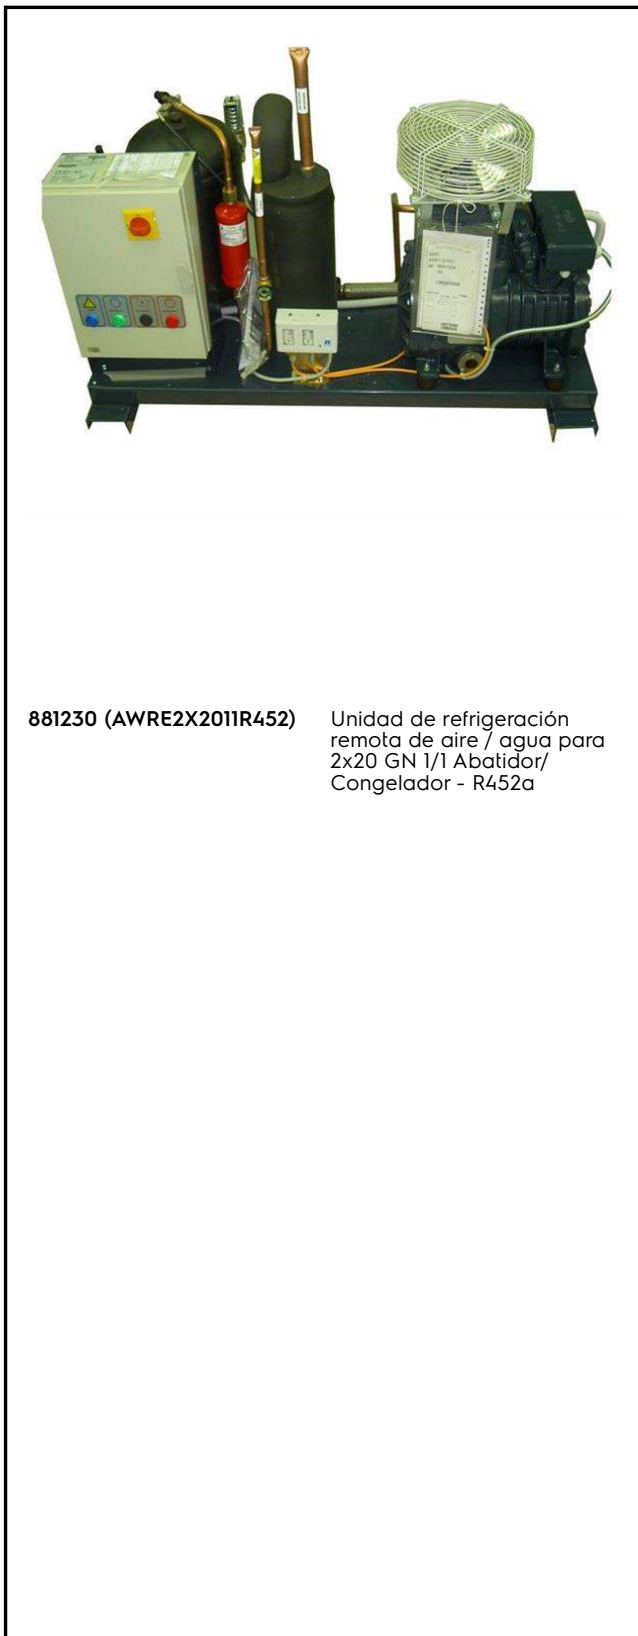 881230 (AWRE2X2011R452)
Unidad de refrigeración
remota de aire / agua para
2x20 GN 1/1 Abatidor/
Congelador - R452a